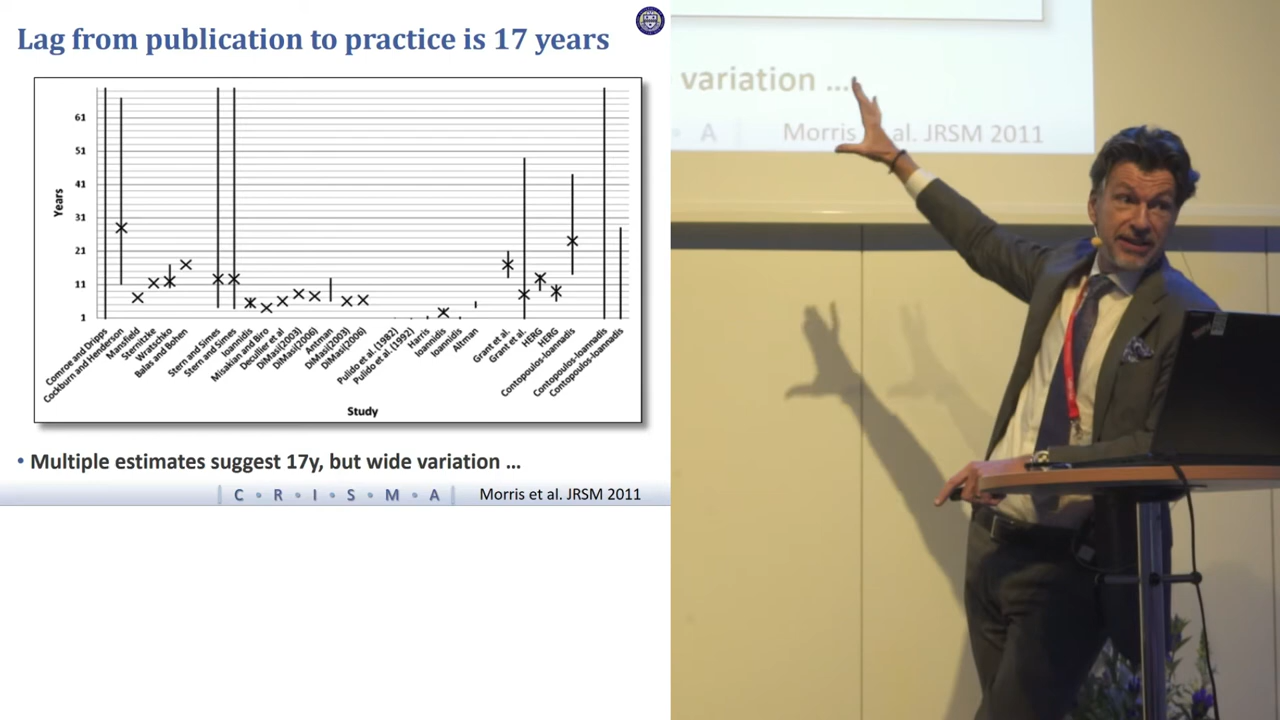 Lag from publication to practice is 17 years
61
51
41
31
21
11
1
Years
Comroe and Dripps
Cockburn and Henderson
Mansfield
Sternitzke
Wratschko
Balas and Bohen
Stern and Simes
Stern and Simes
Ioannidis
Misakian and Biro
Decullier et al
DiMasi(2003)
DiMasi(2006)
Antman
DiMasi(2003)
DiMasi(2006)
Pulido et al. (1982)
Pulido et al. (1992)
Harris
Ioannidis
Ioannidis
Altman
Grant et al.
Grant et al.
HERG
HERG
Contopoulos-Ioannidis
Contopoulos-Ioannadis
Contopoulos-Ioannadis
Study
• Multiple estimates suggest 17y, but wide variation ...
C • R • I • S • M • A
Morris et al. JRSM 2011
variation ...
• A
Morris et al. JRSM 2011